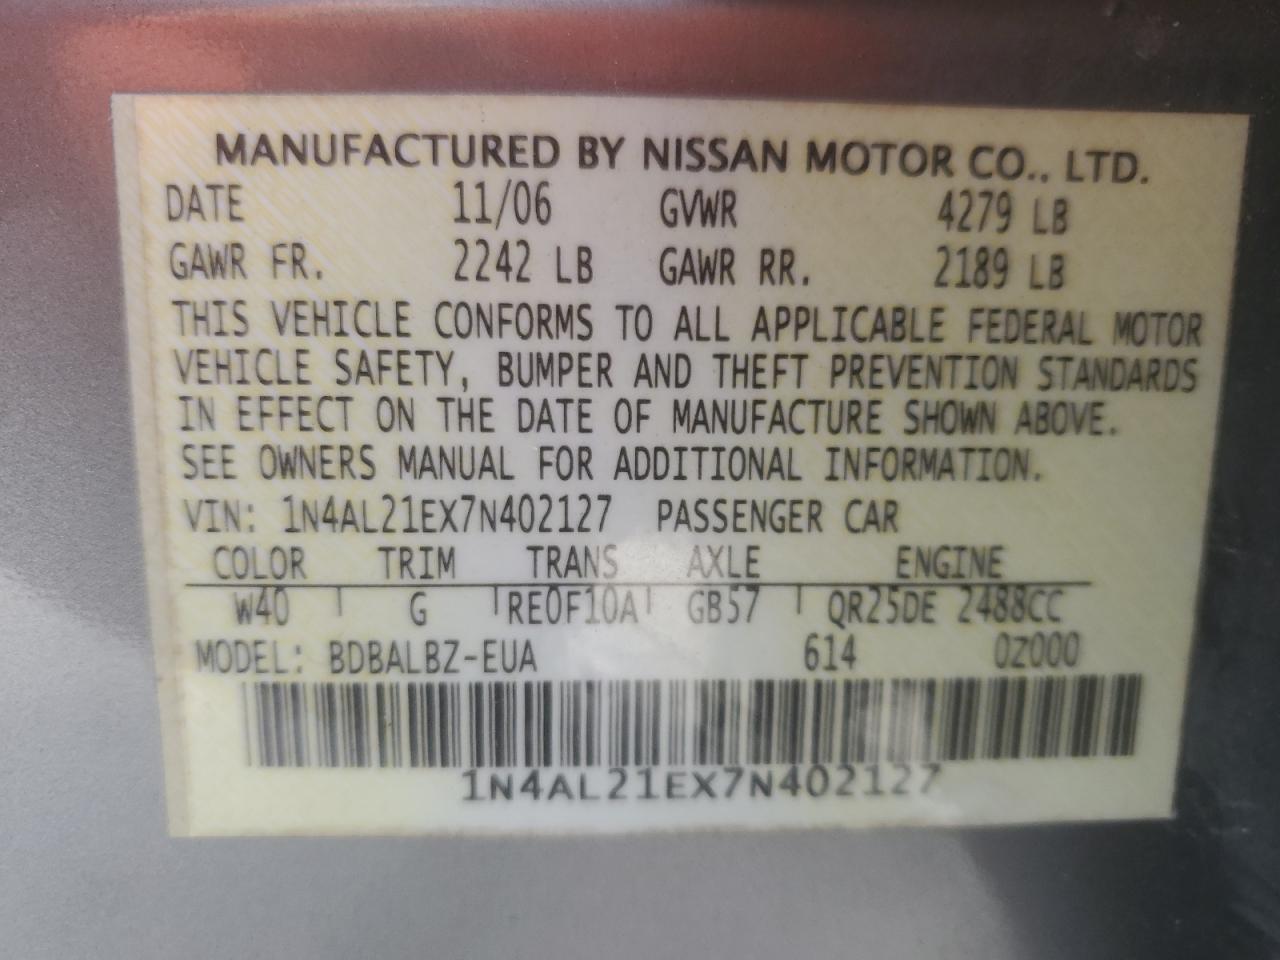 MANUFACTURED BY NISSAN MOTOR CO., LTD.
DATE 11/06 GVWR 4279 LB
GAWR FR. 2242 LB GAWR RR. 2189 LB
THIS VEHICLE CONFORMS TO ALL APPLICABLE FEDERAL MOTOR
VEHICLE SAFETY, BUMPER AND THEFT PREVENTION STANDARDS
IN EFFECT ON THE DATE OF MANUFACTURE SHOWN ABOVE.
SEE OWNERS MANUAL FOR ADDITIONAL INFORMATION.
VIN: 1N4AL21EX7N402127 PASSENGER CAR
COLOR TRIM TRANS AXLE ENGINE
W40 G RE0F10A GB57 QR25DE 2488CC
MODEL: BDBALBZ-EUA 614 0Z000
1N4AL21EX7N402127